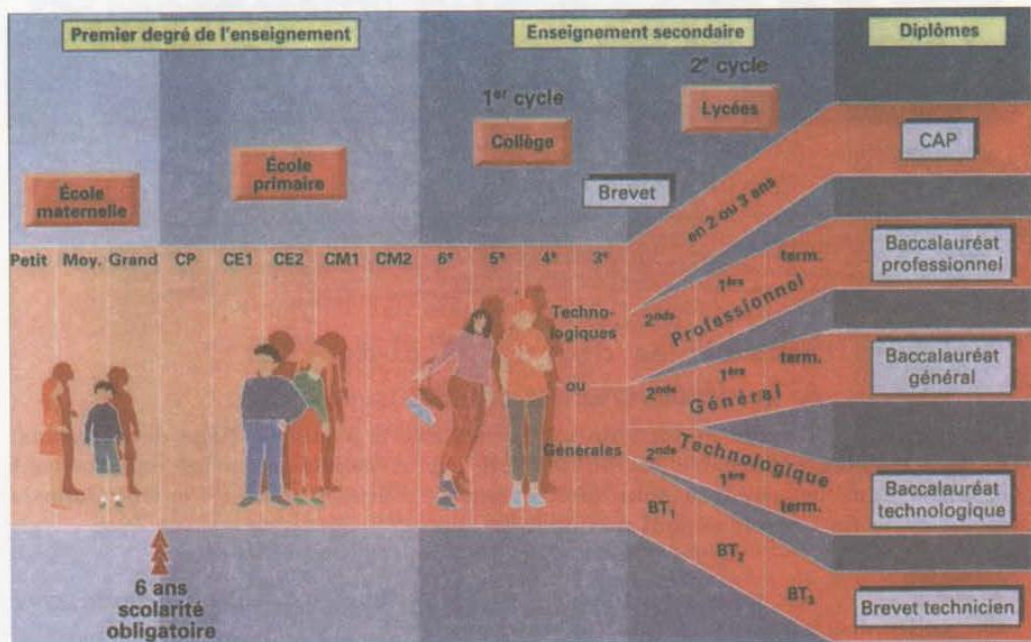 Premier degré de l'enseignement
Enseignement secondaire
Diplômes
2e cycle
1er cycle
Lycées
Collège
CAP
École
primaire
École
maternelle
Brevet
en 2 ou 3 ans
Baccalauréat
professionnel
Petit Moy. Grand CP CE1 CE2 CM1 CM2 6e 5e 4e 3e
2nde 1ère term.
Professionnel
Techno-
logiques
ou
Générales
2nde 1ère term.
Général
Baccalauréat
général
2nde 1ère term.
Technologique
Baccalauréat
technologique
BT1
BT2
BT3
Brevet technicien
6 ans
scolarité
obligatoire